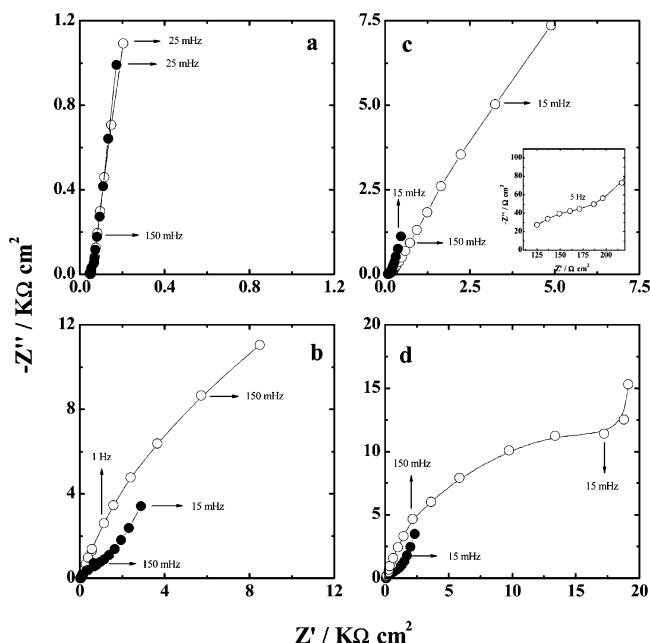 1.2
a
25 mHz
25 mHz
0.8
0.4
150 mHz
0.0
0.0 0.4 0.8 1.2
7.5
c
15 mHz
5.0
2.5
15 mHz
150 mHz
0.0
0.0 2.5 5.0 7.5
100
80
60
40
20
0
5 Hz
125 150 175 200
-Z'' / Ω cm²
Z' / Ω cm²
-Z'' / KΩ cm²
12
b
150 mHz
8
1 Hz
4
15 mHz
150 mHz
0
0 4 8 12
20
d
15
10
150 mHz
15 mHz
5
15 mHz
0
0 5 10 15 20
Z' / KΩ cm²